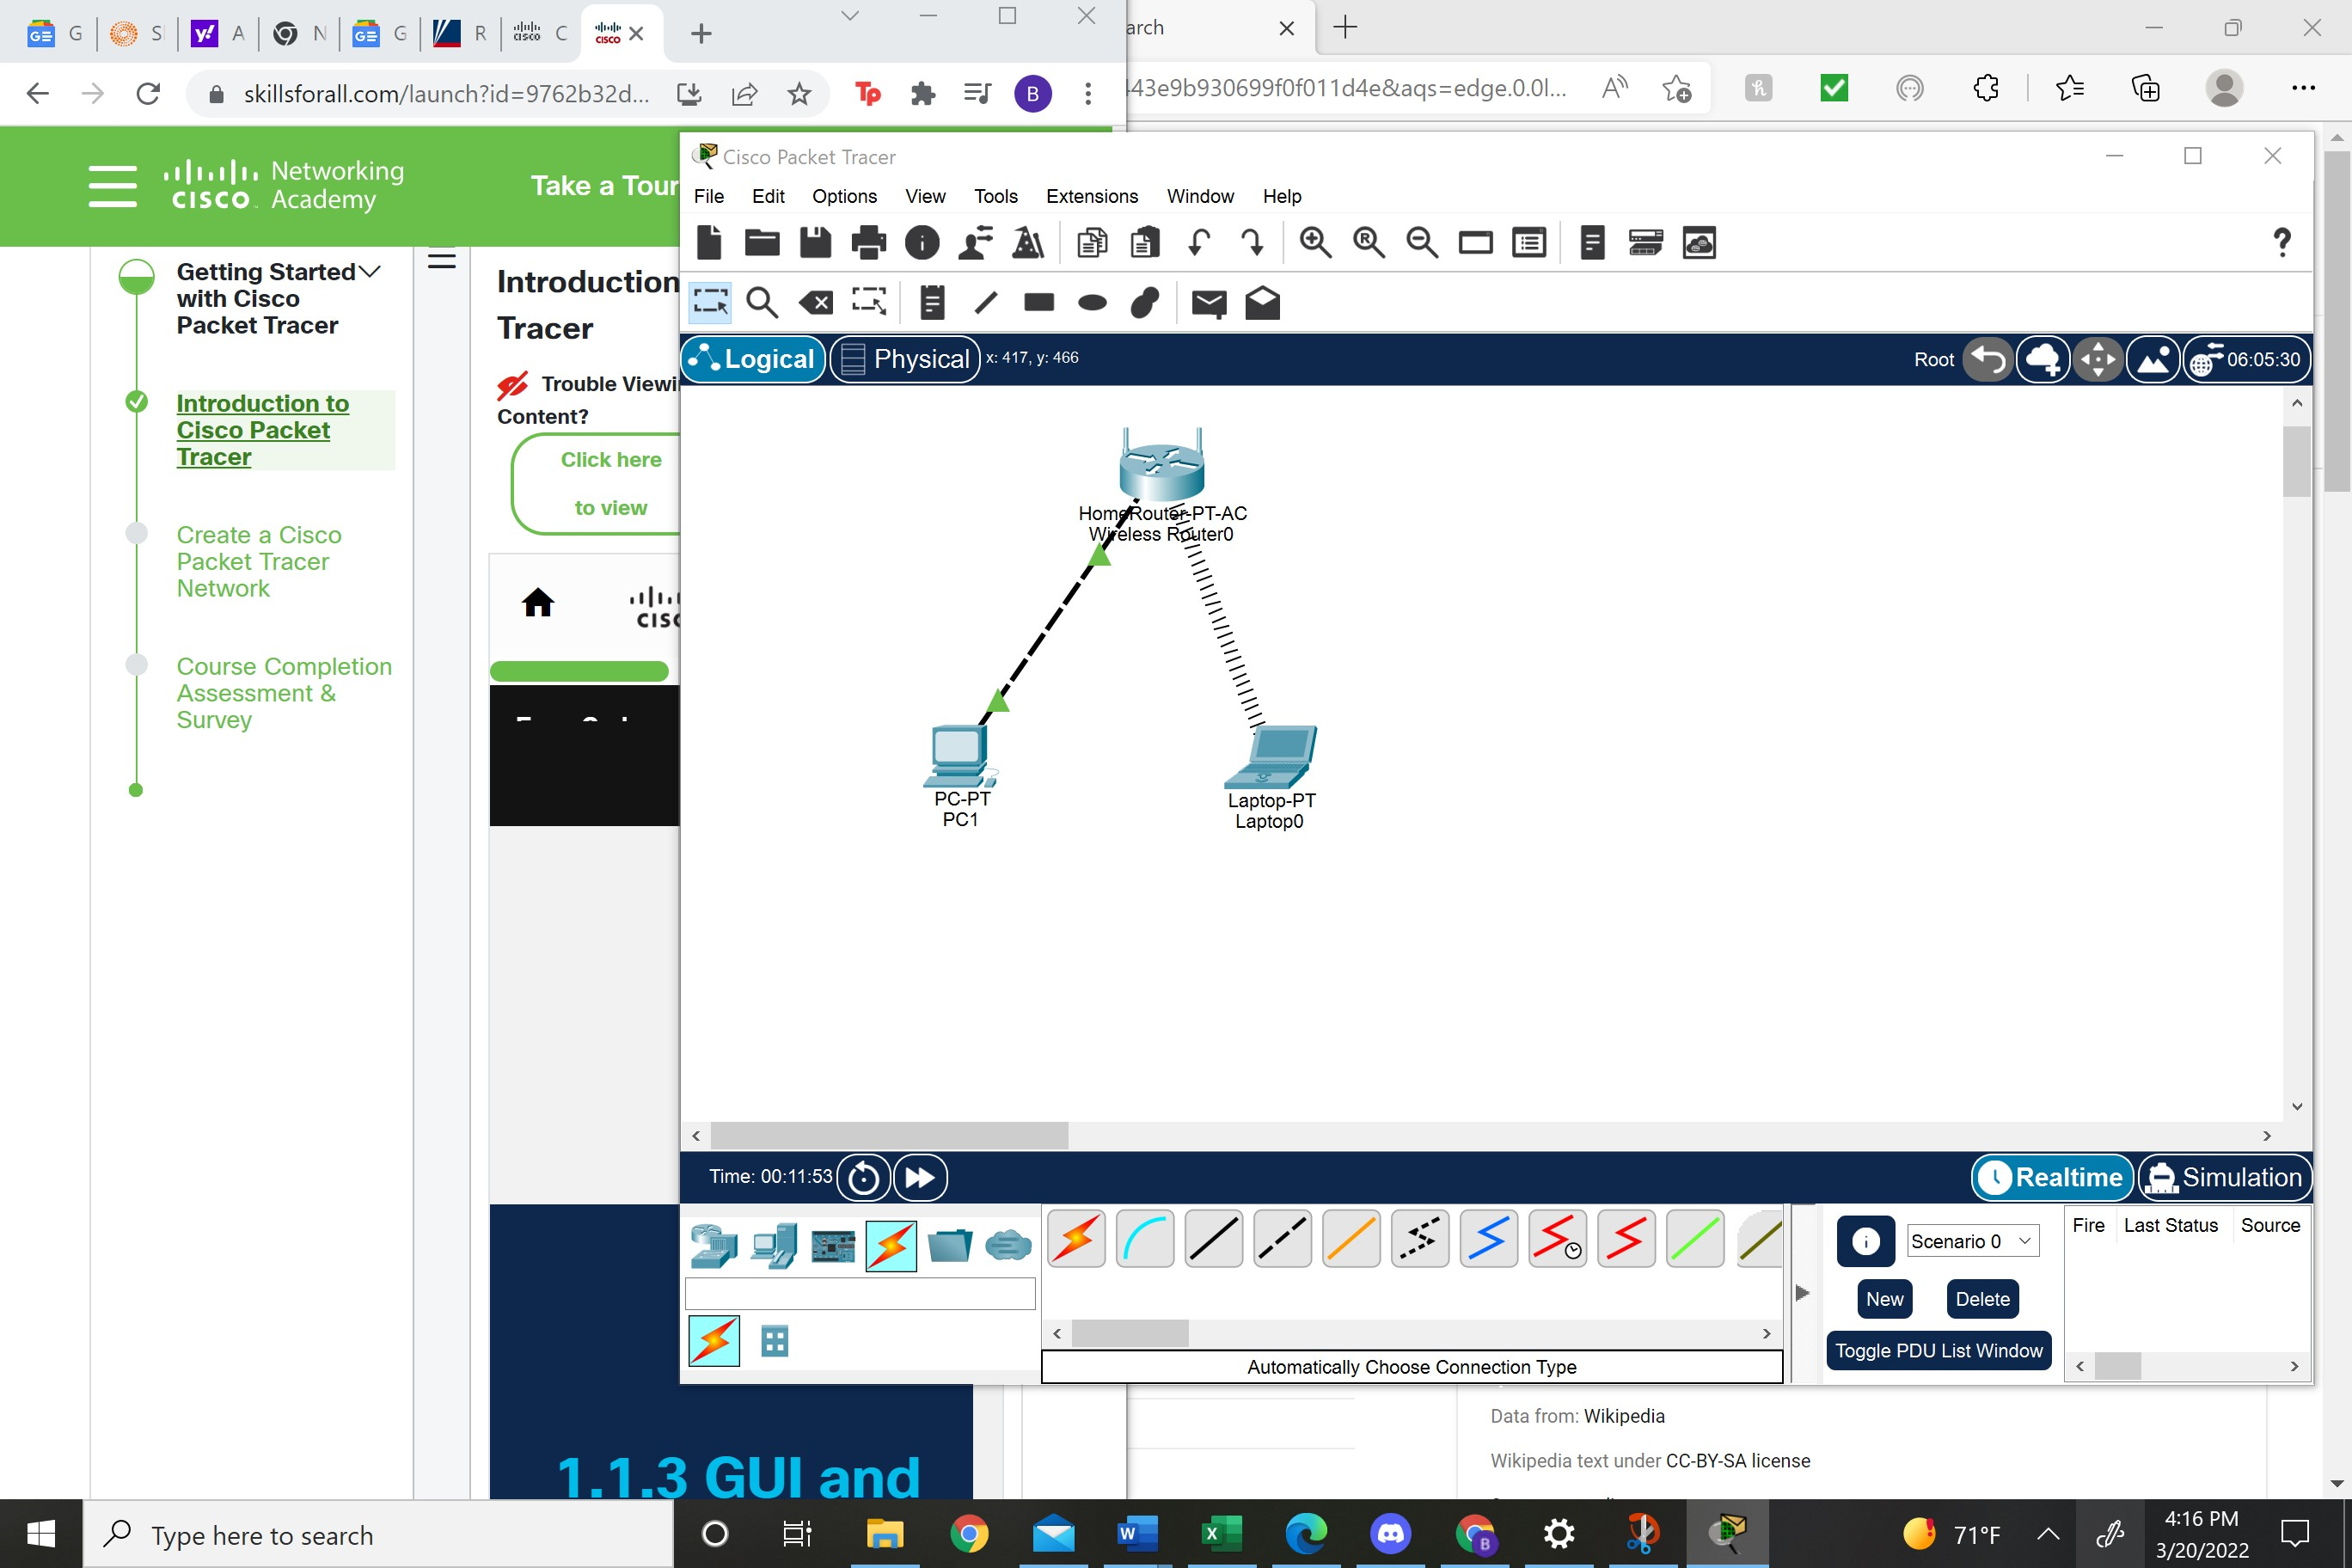 G
S
A
N
G
R
C
arch
skillsforall.com/launch?id=9762b32d...
B
443e9b930699f0f011d4e&aqs=edge.0.0l...
Networking
Academy
CISCO
Take a Tour
Getting Started
with Cisco
Packet Tracer
Introduction to
Cisco Packet
Tracer
Create a Cisco
Packet Tracer
Network
Course Completion
Assessment &
Survey
Introduction
Tracer
Trouble Viewi
Content?
Click here
to view
1.1.3 GUI and
Cisco Packet Tracer
File Edit Options View Tools Extensions Window Help
Logical Physical x: 417, y: 466
Root 06:05:30
HomeRouter-PT-AC
Wireless Router0
PC-PT
PC1
Laptop-PT
Laptop0
Time: 00:11:53
Realtime Simulation
Scenario 0
New Delete
Toggle PDU List Window
Fire Last Status Source
Automatically Choose Connection Type
Data from: Wikipedia
Wikipedia text under CC-BY-SA license
Type here to search
71°F
4:16 PM
3/20/2022